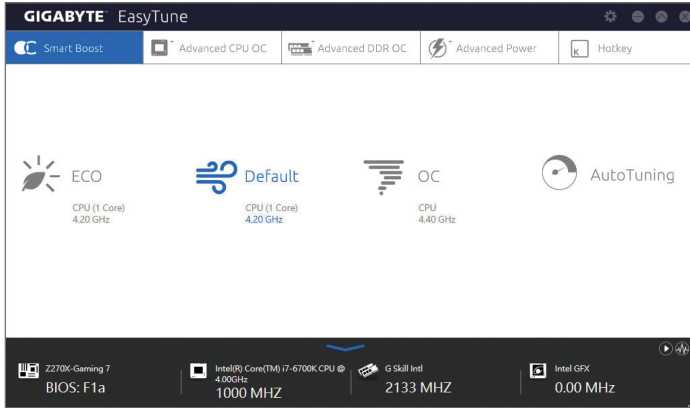 GIGABYTE™ EasyTune
Smart Boost
Advanced CPU OC
Advanced DDR OC
Advanced Power
K Hotkey
ECO
CPU (1 Core)
4.20 GHz
Default
CPU (1 Core)
4.20 GHz
OC
CPU
4.40 GHz
AutoTuning
Z270X-Gaming 7
BIOS: F1a
Intel(R) Core(TM) i7-6700K CPU @
4.00GHz
1000 MHZ
G Skill Intl
2133 MHZ
Intel GFX
0.00 MHz